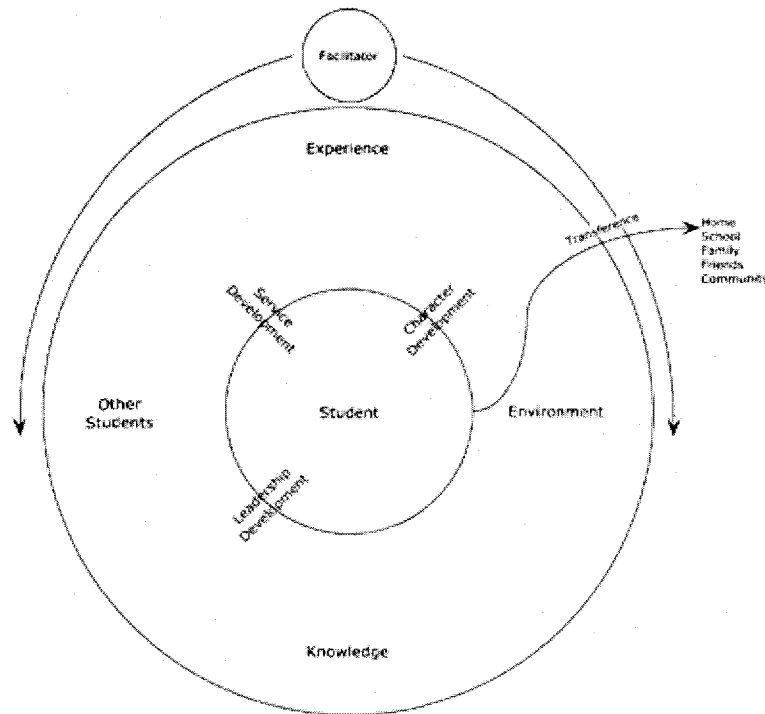 Facilitator
Experience
Transference
Home
School
Family
Friends
Community
Service
Development
Character
Development
Other
Students
Student
Environment
Leadership
Development
Knowledge